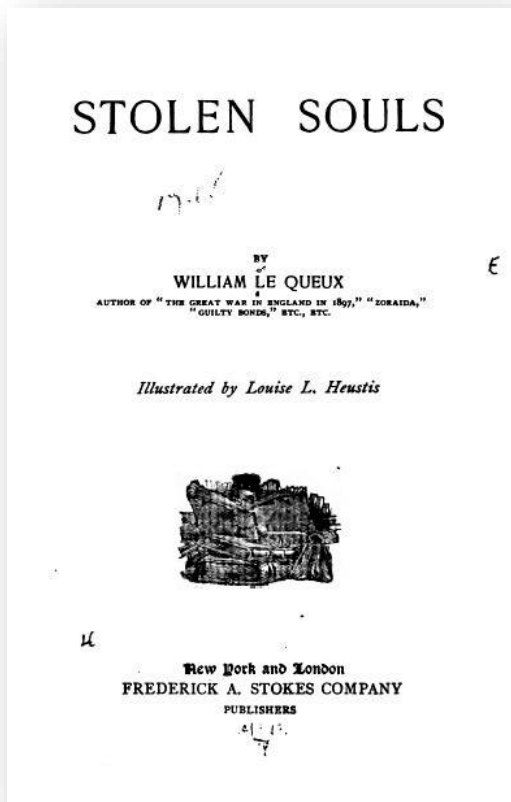 STOLEN SOULS
BY
WILLIAM LE QUEUX
AUTHOR OF "THE GREAT WAR IN ENGLAND IN 1897," "ZORAIDA,"
"GUILTY BONDS," ETC., ETC.
Illustrated by Louise L. Heustis
E
New York and London
FREDERICK A. STOKES COMPANY
PUBLISHERS